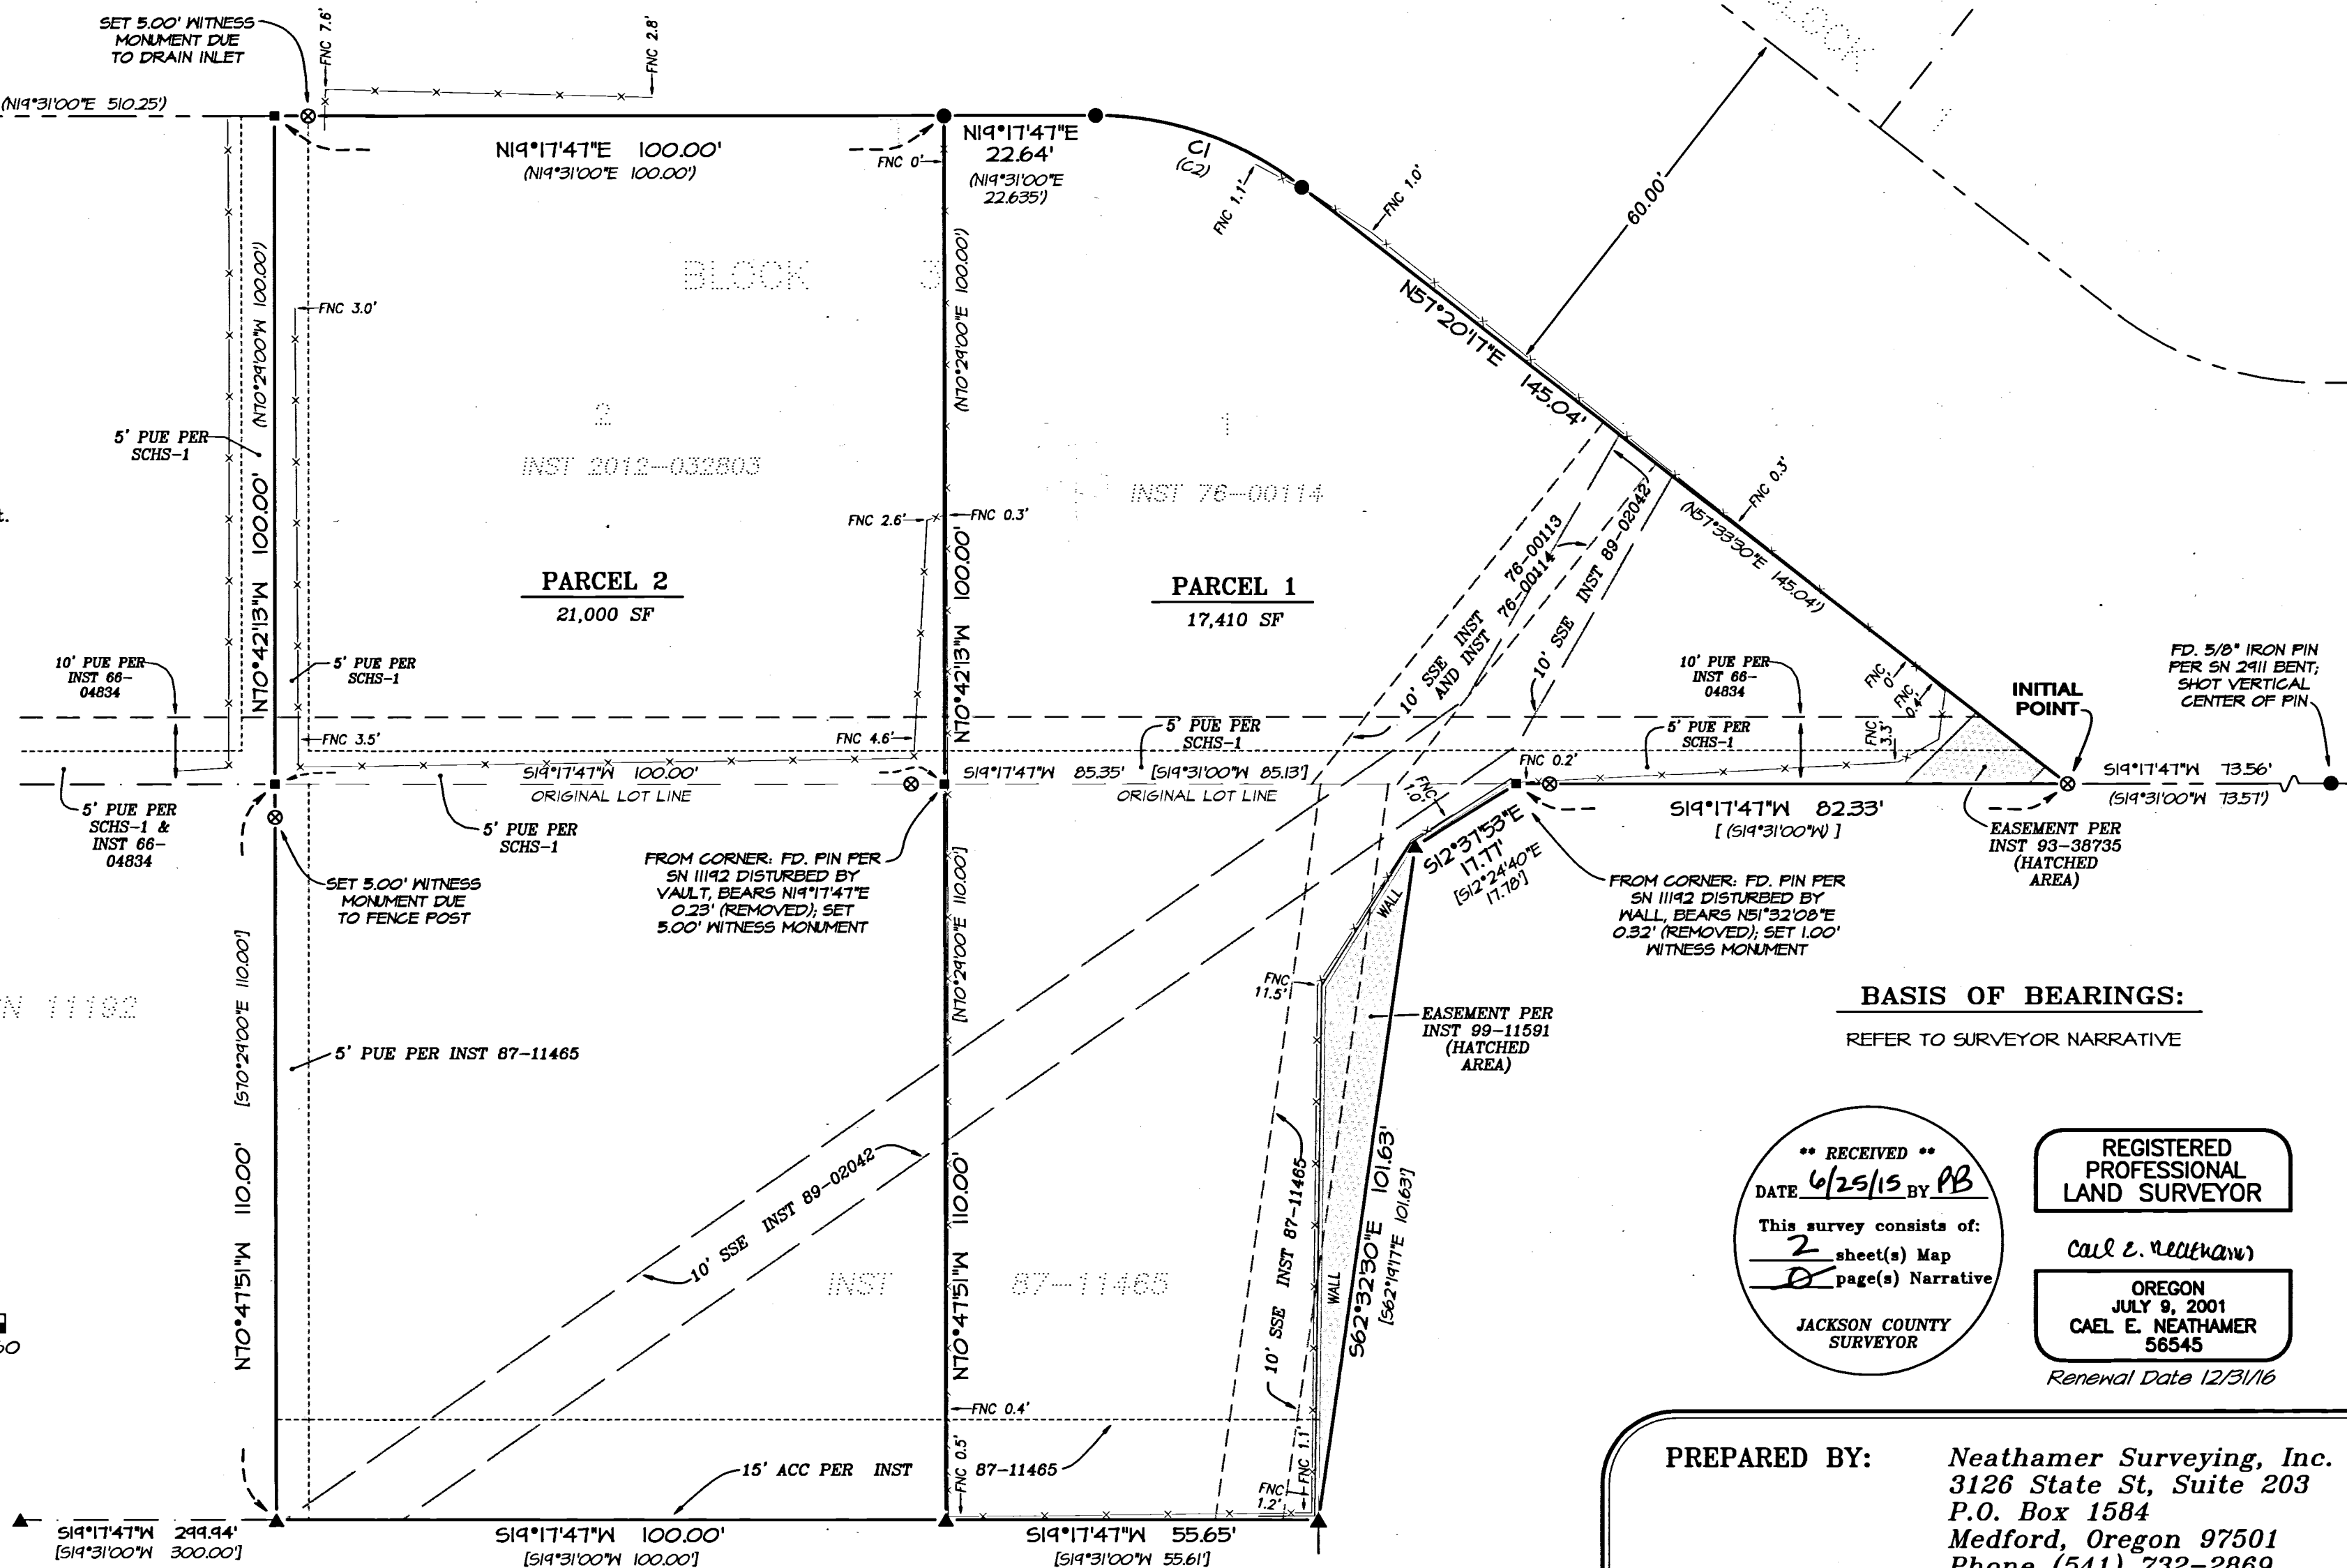 SET 5.00' WITNESS
MONUMENT DUE
TO DRAIN INLET
FNC 7.6'
FNC 2.8'
(N19°31'00"E 510.25')
N19°17'47"E 100.00'
(N19°31'00"E 100.00')
FNC 0'
N19°17'47"E
22.64'
(N19°31'00"E
22.635')
C1
(C2)
FNC 1.1'
FNC 1.0'
60.00'
BLOCK
1
BLOCK 3
(N70°29'00"W 100.00')
N70°42'13"W 100.00'
FNC 3.0'
5' PUE PER
SCHS-1
2
INST 2012-032803
PARCEL 2
21,000 SF
FNC 2.6'
FNC 0.3'
(N70°29'00"E 100.00')
N70°42'13"W 100.00'
1
INST 76-00114
PARCEL 1
17,410 SF
N57°20'17"E 145.04'
(N57°33'30"E 145.04')
FNC 0.3'
10' SSE INST 76-00113
AND INST 76-00114
10' SSE INST 89-02042
t.
10' PUE PER
INST 66-
04834
5' PUE PER
SCHS-1
FNC 3.5'
FNC 4.6'
5' PUE PER
SCHS-1
10' PUE PER
INST 66-
04834
5' PUE PER
SCHS-1
FNC
0'
FNC
0.4'
FNC
3.3'
INITIAL
POINT
FD. 5/8" IRON PIN
PER SN 2911 BENT;
SHOT VERTICAL
CENTER OF PIN
S19°17'47"W 100.00'
ORIGINAL LOT LINE
S19°17'47"W 85.35' [S19°31'00"W 85.13']
ORIGINAL LOT LINE
FNC 0.2'
FNC
1.0'
S19°17'47"W 82.33'
[ (S19°31'00"W) ]
S19°17'47"W 73.56'
(S19°31'00"W 73.57')
5' PUE PER
SCHS-1 &
INST 66-
04834
5' PUE PER
SCHS-1
SET 5.00' WITNESS
MONUMENT DUE
TO FENCE POST
FROM CORNER: FD. PIN PER
SN 11192 DISTURBED BY
VAULT, BEARS N19°17'47"E
0.23' (REMOVED); SET
5.00' WITNESS MONUMENT
S12°37'53"E
17.77'
[S12°24'40"E
17.78']
WALL
FROM CORNER: FD. PIN PER
SN 11192 DISTURBED BY
WALL, BEARS N51°32'08"E
0.32' (REMOVED); SET 1.00'
WITNESS MONUMENT
EASEMENT PER
INST 93-38735
(HATCHED
AREA)
N 11192
[S70°29'00"E 110.00']
N70°47'51"W 110.00'
5' PUE PER INST 87-11465
[N70°29'00"E 110.00']
N70°47'51"W 110.00'
FNC
11.5'
EASEMENT PER
INST 99-11591
(HATCHED
AREA)
BASIS OF BEARINGS:
REFER TO SURVEYOR NARRATIVE
10' SSE INST 89-02042
INST 87-11465
10' SSE INST 87-11465
WALL
S62°32'30"E 101.63'
[S62°19'17"E 101.63']
** RECEIVED **
DATE 6/25/15 BY PB
This survey consists of:
2 sheet(s) Map
0 page(s) Narrative
JACKSON COUNTY
SURVEYOR
REGISTERED
PROFESSIONAL
LAND SURVEYOR
Cael E. Neathamer
OREGON
JULY 9, 2001
CAEL E. NEATHAMER
56545
Renewal Date 12/31/16
FNC 0.4'
FNC 0.5'
15' ACC PER INST 87-11465
FNC
1.2'
FNC 1.1'
S19°17'47"W 299.94'
[S19°31'00"W 300.00']
S19°17'47"W 100.00'
[S19°31'00"W 100.00']
S19°17'47"W 55.65'
[S19°31'00"W 55.61']
PREPARED BY:
Neathamer Surveying, Inc.
3126 State St, Suite 203
P.O. Box 1584
Medford, Oregon 97501
Phone (541) 732-2869